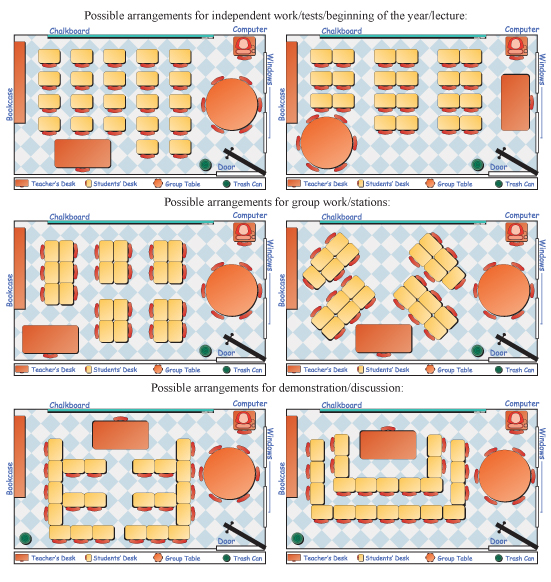 Possible arrangements for independent work/tests/beginning of the year/lecture:
Chalkboard Computer
Chalkboard Computer
Bookcase
Windows
Bookcase
Windows
Door
Door
Teacher's Desk Students' Desk Group Table Trash Can
Teacher's Desk Students' Desk Group Table Trash Can
Possible arrangements for group work/stations:
Chalkboard Computer
Chalkboard Computer
Bookcase
Windows
Bookcase
Windows
Door
Door
Teacher's Desk Students' Desk Group Table Trash Can
Teacher's Desk Students' Desk Group Table Trash Can
Possible arrangements for demonstration/discussion:
Chalkboard Computer
Chalkboard Computer
Bookcase
Windows
Bookcase
Windows
Door
Door
Teacher's Desk Students' Desk Group Table Trash Can
Teacher's Desk Students' Desk Group Table Trash Can